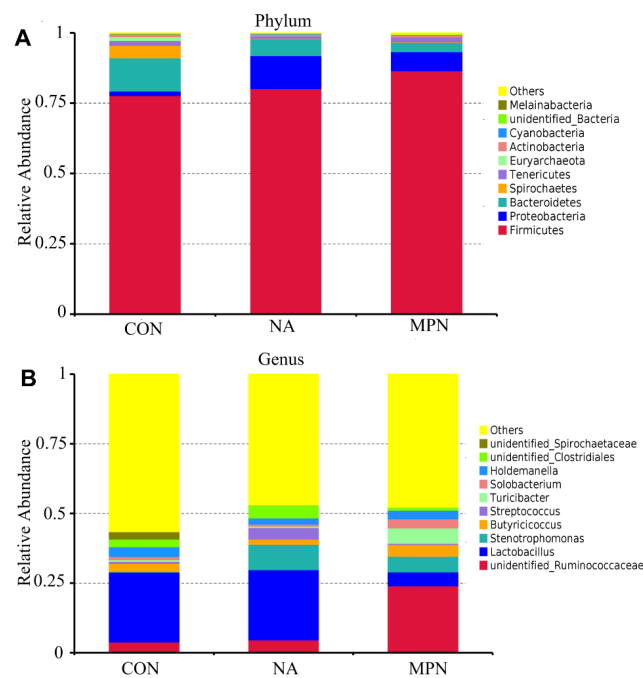 A
Phylum
Relative Abundance
1
0.75
0.5
0.25
0
CON
NA
MPN
Others
Melainabacteria
unidentified_Bacteria
Cyanobacteria
Actinobacteria
Euryarchaeota
Tenericutes
Spirochaetes
Bacteroidetes
Proteobacteria
Firmicutes
B
Genus
Relative Abundance
1
0.75
0.5
0.25
0
CON
NA
MPN
Others
unidentified_Spirochaetaceae
unidentified_Clostridiales
Holdemanella
Solobacterium
Turicibacter
Streptococcus
Butyricicoccus
Stenotrophomonas
Lactobacillus
unidentified_Ruminococcaceae